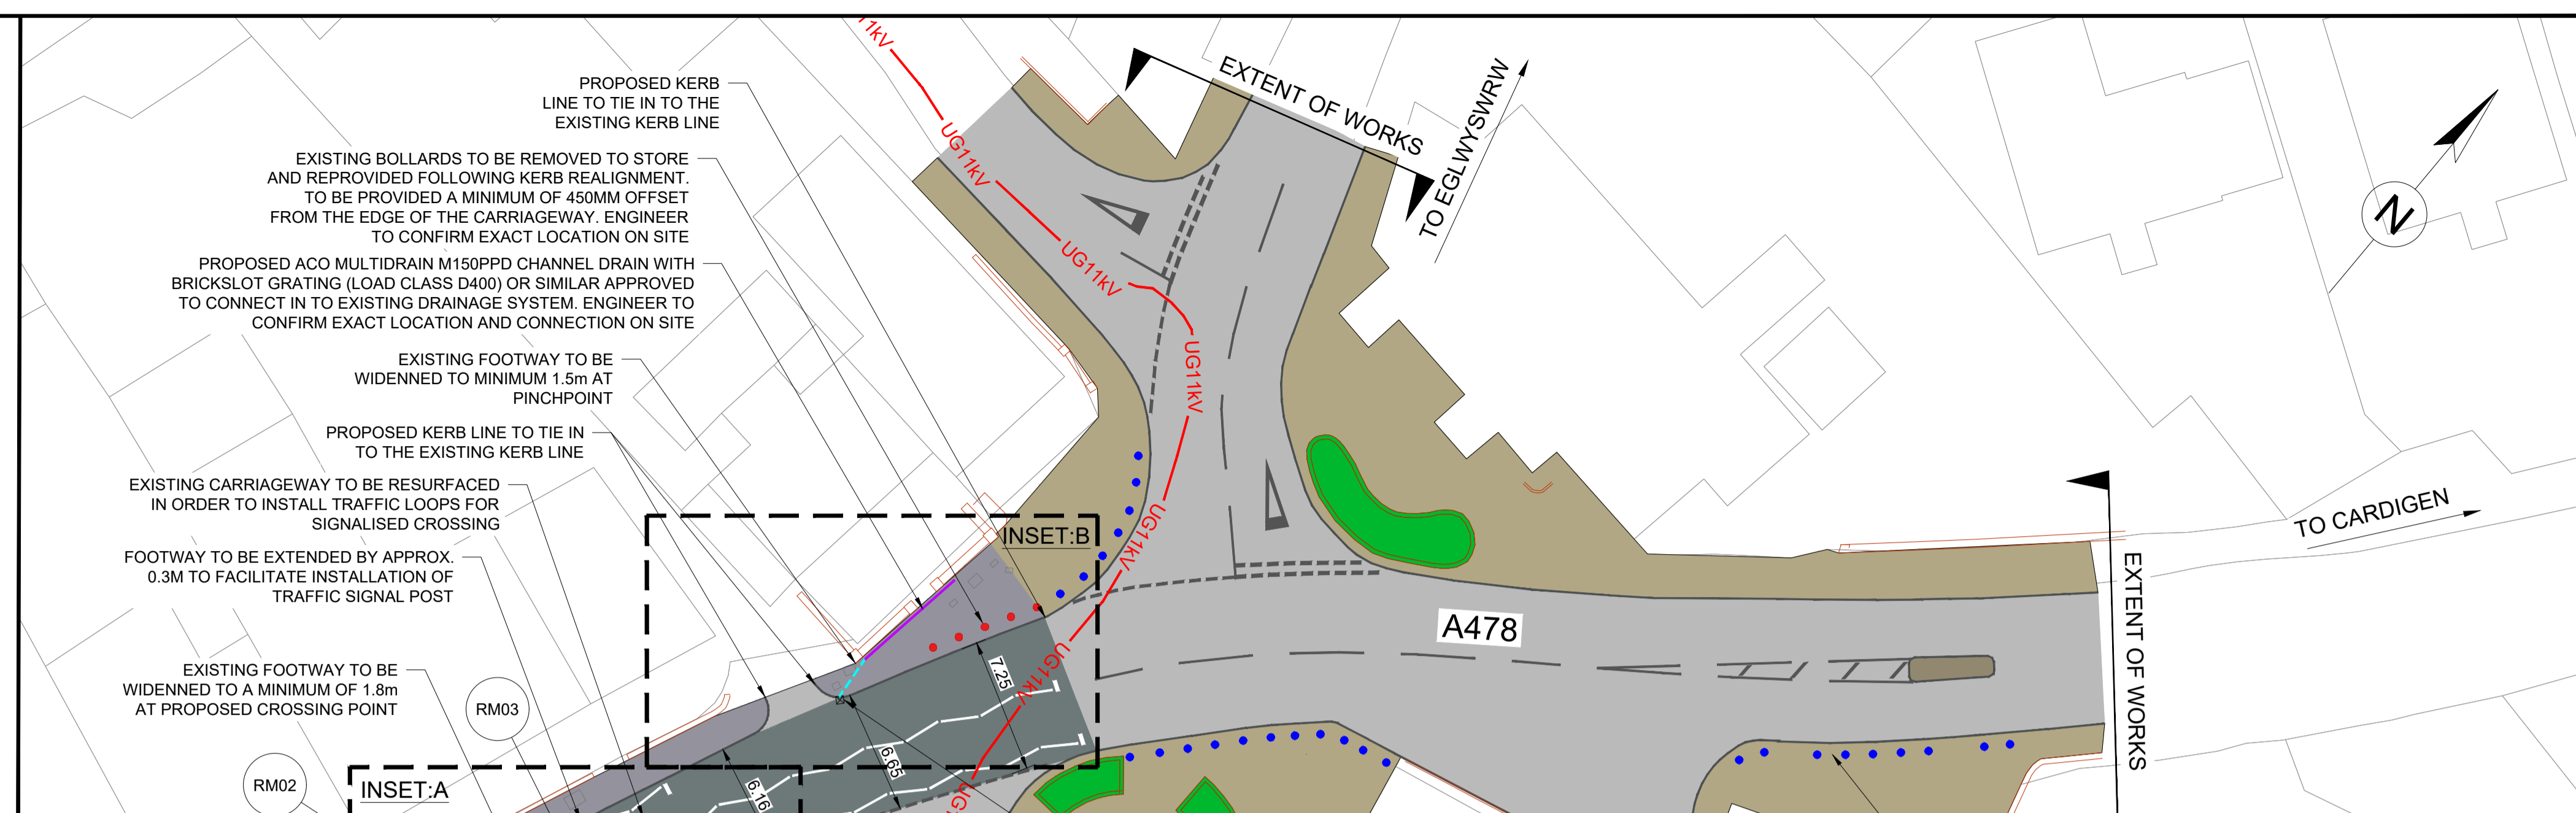 PROPOSED KERB
LINE TO TIE IN TO THE
EXISTING KERB LINE
EXISTING BOLLARDS TO BE REMOVED TO STORE
AND REPROVIDED FOLLOWING KERB REALIGNMENT.
TO BE PROVIDED A MINIMUM OF 450MM OFFSET
FROM THE EDGE OF THE CARRIAGEWAY. ENGINEER
TO CONFIRM EXACT LOCATION ON SITE
PROPOSED ACO MULTIDRAIN M150PPD CHANNEL DRAIN WITH
BRICKSLOT GRATING (LOAD CLASS D400) OR SIMILAR APPROVED
TO CONNECT IN TO EXISTING DRAINAGE SYSTEM. ENGINEER TO
CONFIRM EXACT LOCATION AND CONNECTION ON SITE
EXISTING FOOTWAY TO BE
WIDENNED TO MINIMUM 1.5m AT
PINCHPOINT
PROPOSED KERB LINE TO TIE IN
TO THE EXISTING KERB LINE
EXISTING CARRIAGEWAY TO BE RESURFACED
IN ORDER TO INSTALL TRAFFIC LOOPS FOR
SIGNALISED CROSSING
FOOTWAY TO BE EXTENDED BY APPROX.
0.3M TO FACILITATE INSTALLATION OF
TRAFFIC SIGNAL POST
EXISTING FOOTWAY TO BE
WIDENNED TO A MINIMUM OF 1.8m
AT PROPOSED CROSSING POINT
RM03
RM02
INSET:A
INSET:B
11kV
UG11kV
UG11kV
UG11kV
UG11kV
UG11kV
UG1
7.25
6.65
6.16
EXTENT OF WORKS
TO EGLWYSWRW
A478
TO CARDIGEN
EXTENT OF WORKS
N